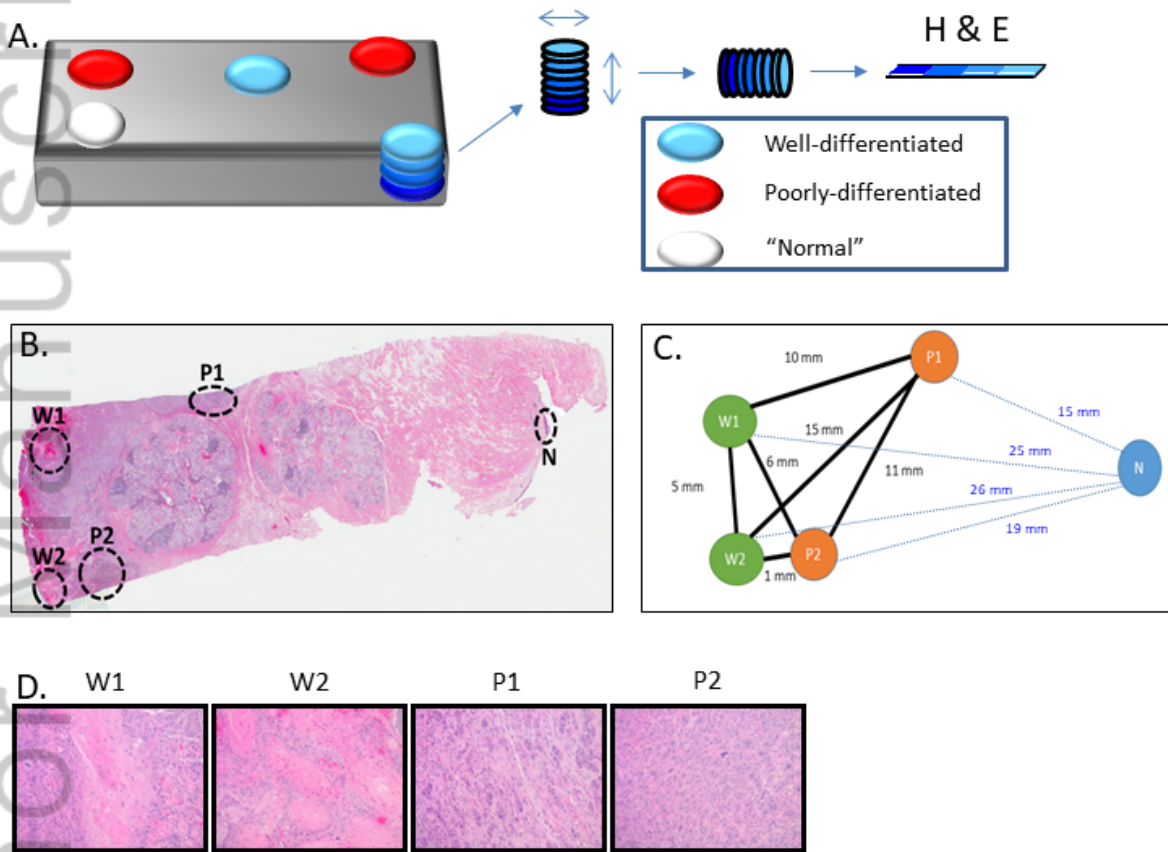 A.
H & E
Well-differentiated
Poorly-differentiated
“Normal”
B.
P1
W1
N
P2
W2
C.
P1
10 mm
W1
15 mm
15 mm
25 mm
6 mm
11 mm
N
5 mm
26 mm
19 mm
W2
P2
1 mm
D.
W1 W2 P1 P2